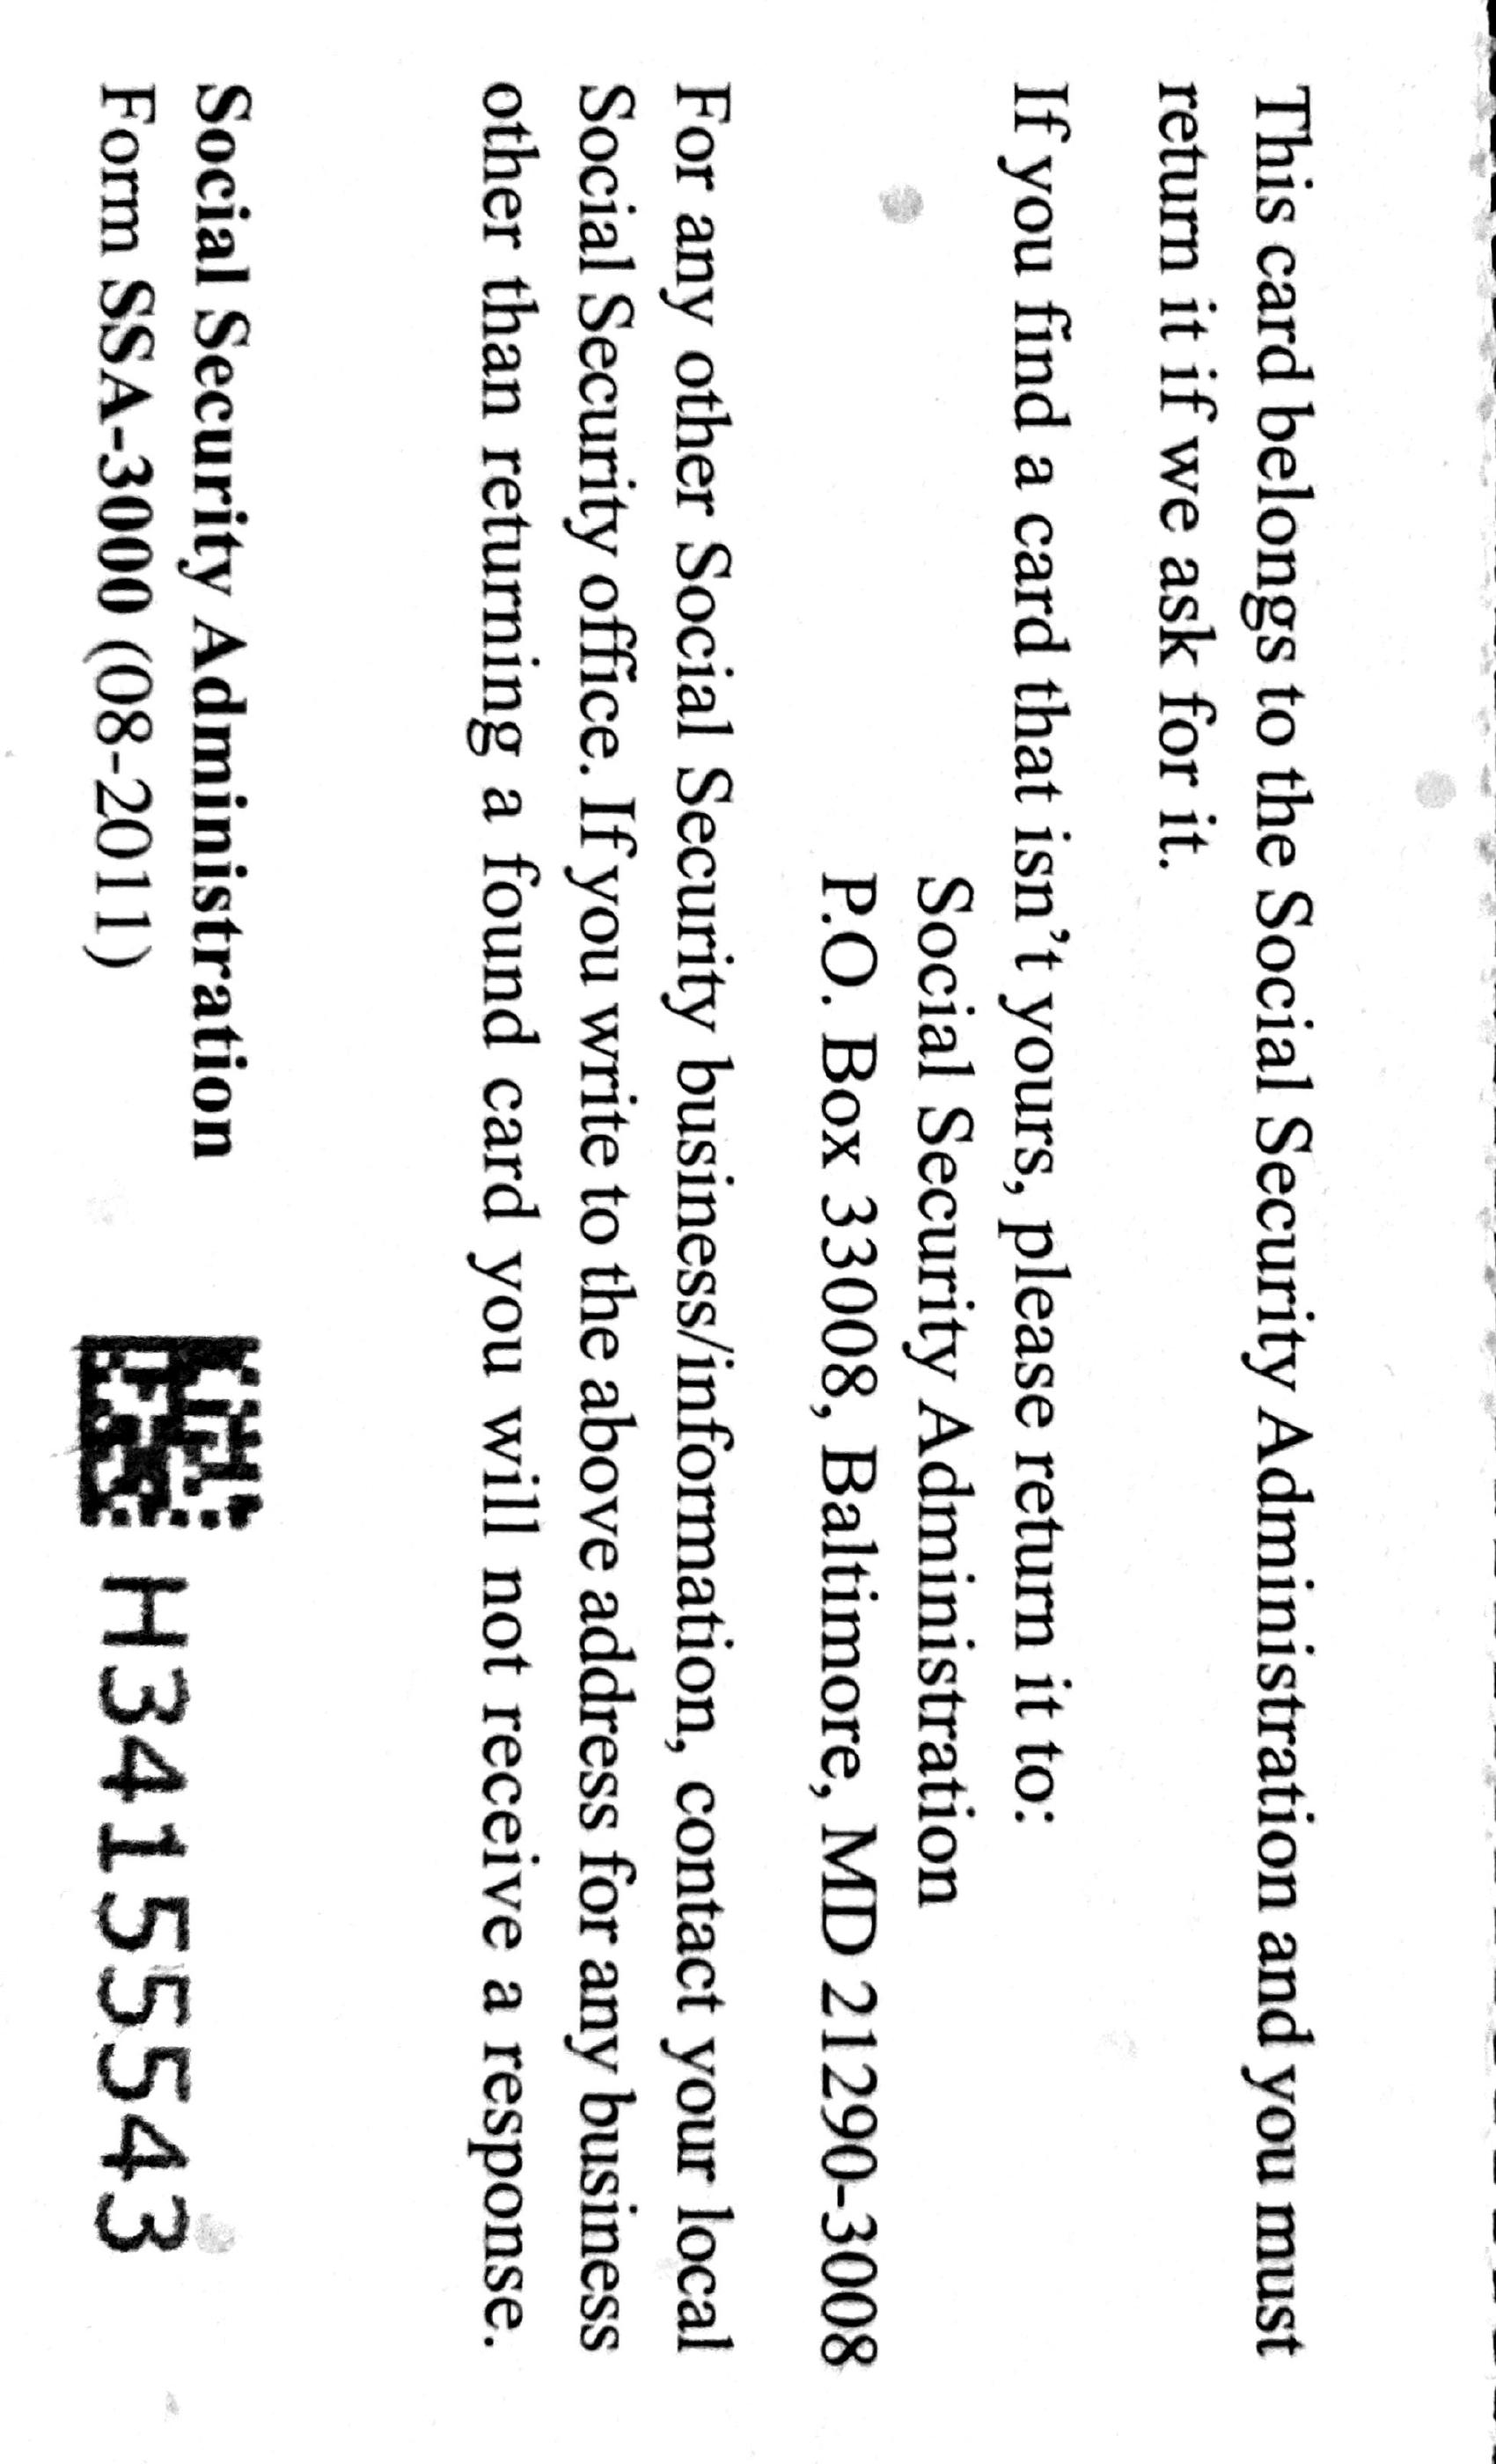 This card belongs to the Social Security Administration and you must
return it if we ask for it.
If you find a card that isn't yours, please return it to:
Social Security Administration
P.O. Box 33008, Baltimore, MD 21290-3008
For any other Social Security business/information, contact your local
Social Security office. If you write to the above address for any business
other than returning a found card you will not receive a response.
Social Security Administration
Form SSA-3000 (08-2011)
H34155543